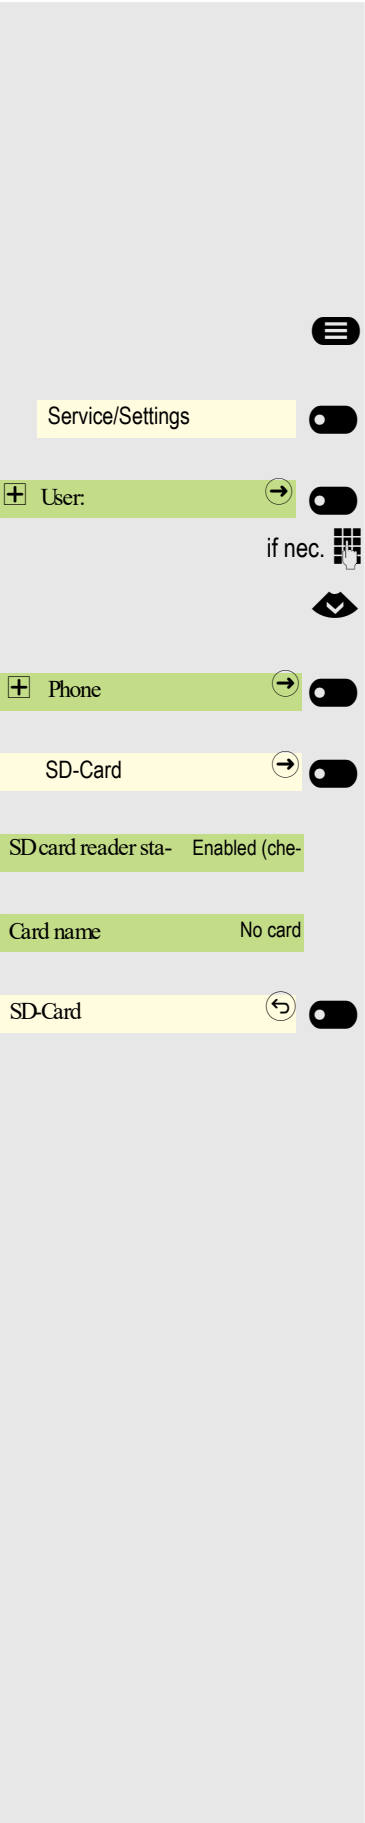 Service/Settings
User:
if nec.
Phone
SD-Card
SD card reader sta- Enabled (che-
Card name No card
SD-Card